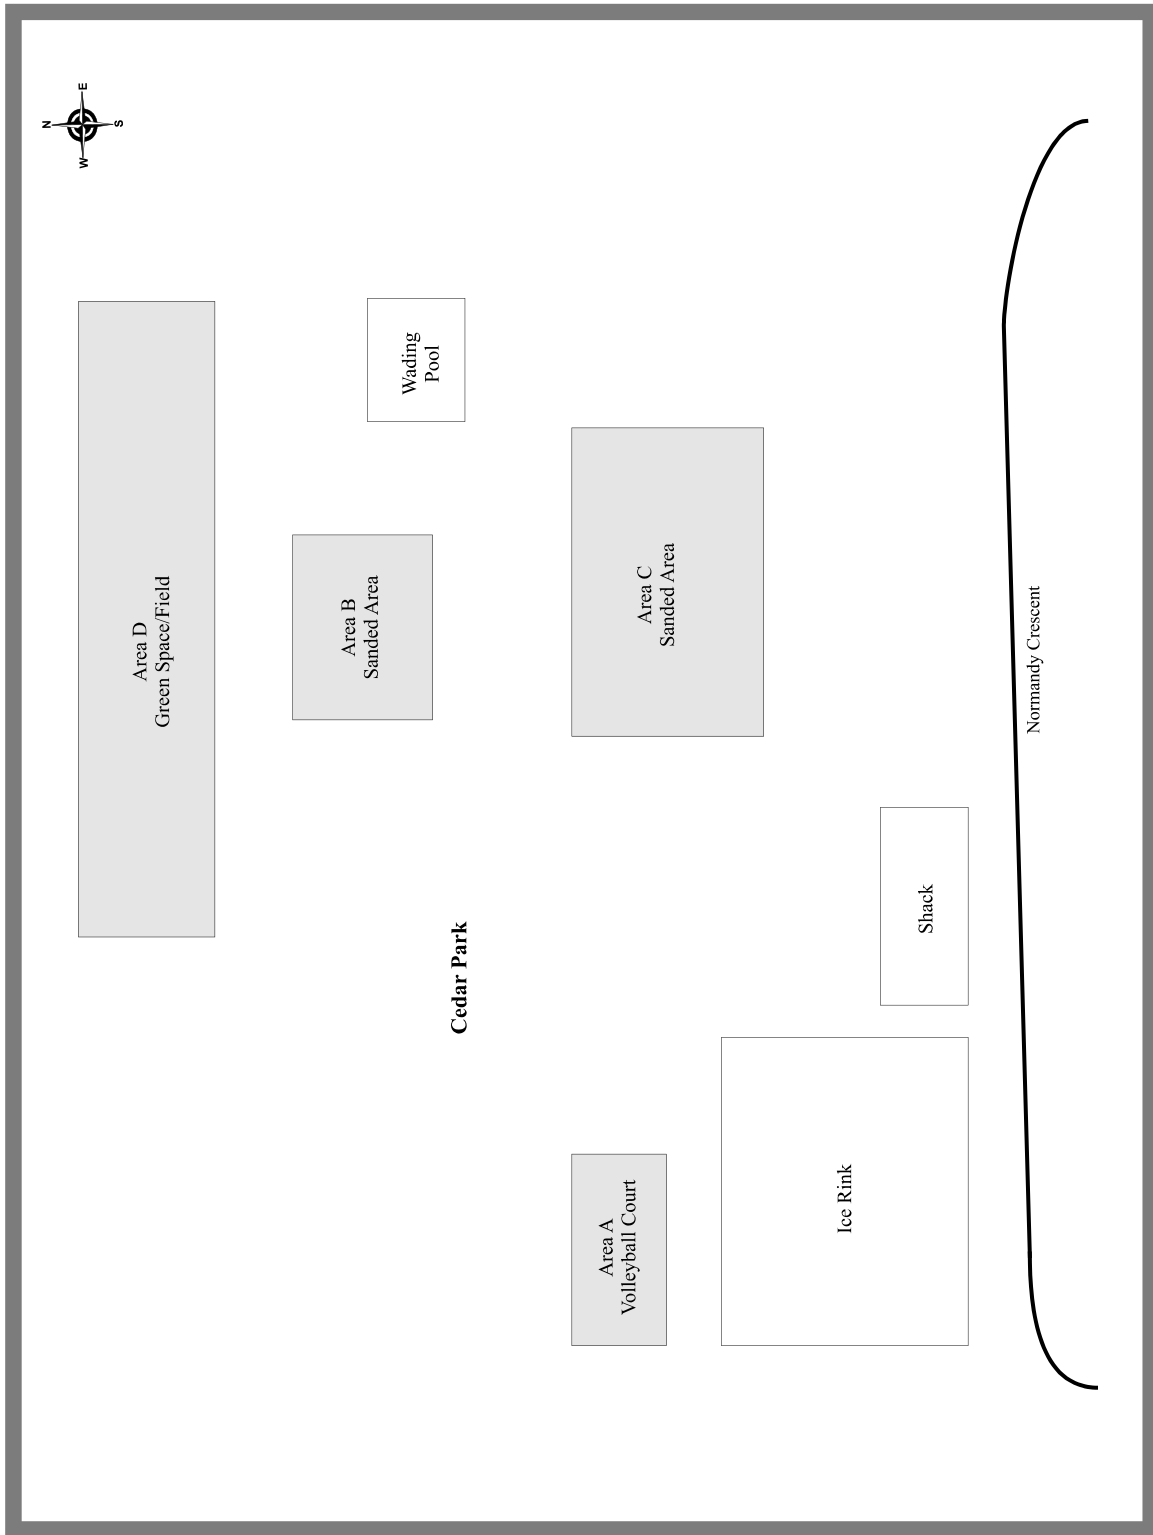 N
E
S
W
Area D
Green Space/Field
Wading
Pool
Area B
Sanded Area
Area C
Sanded Area
Cedar Park
Area A
Volleyball Court
Shack
Ice Rink
Normandy Crescent